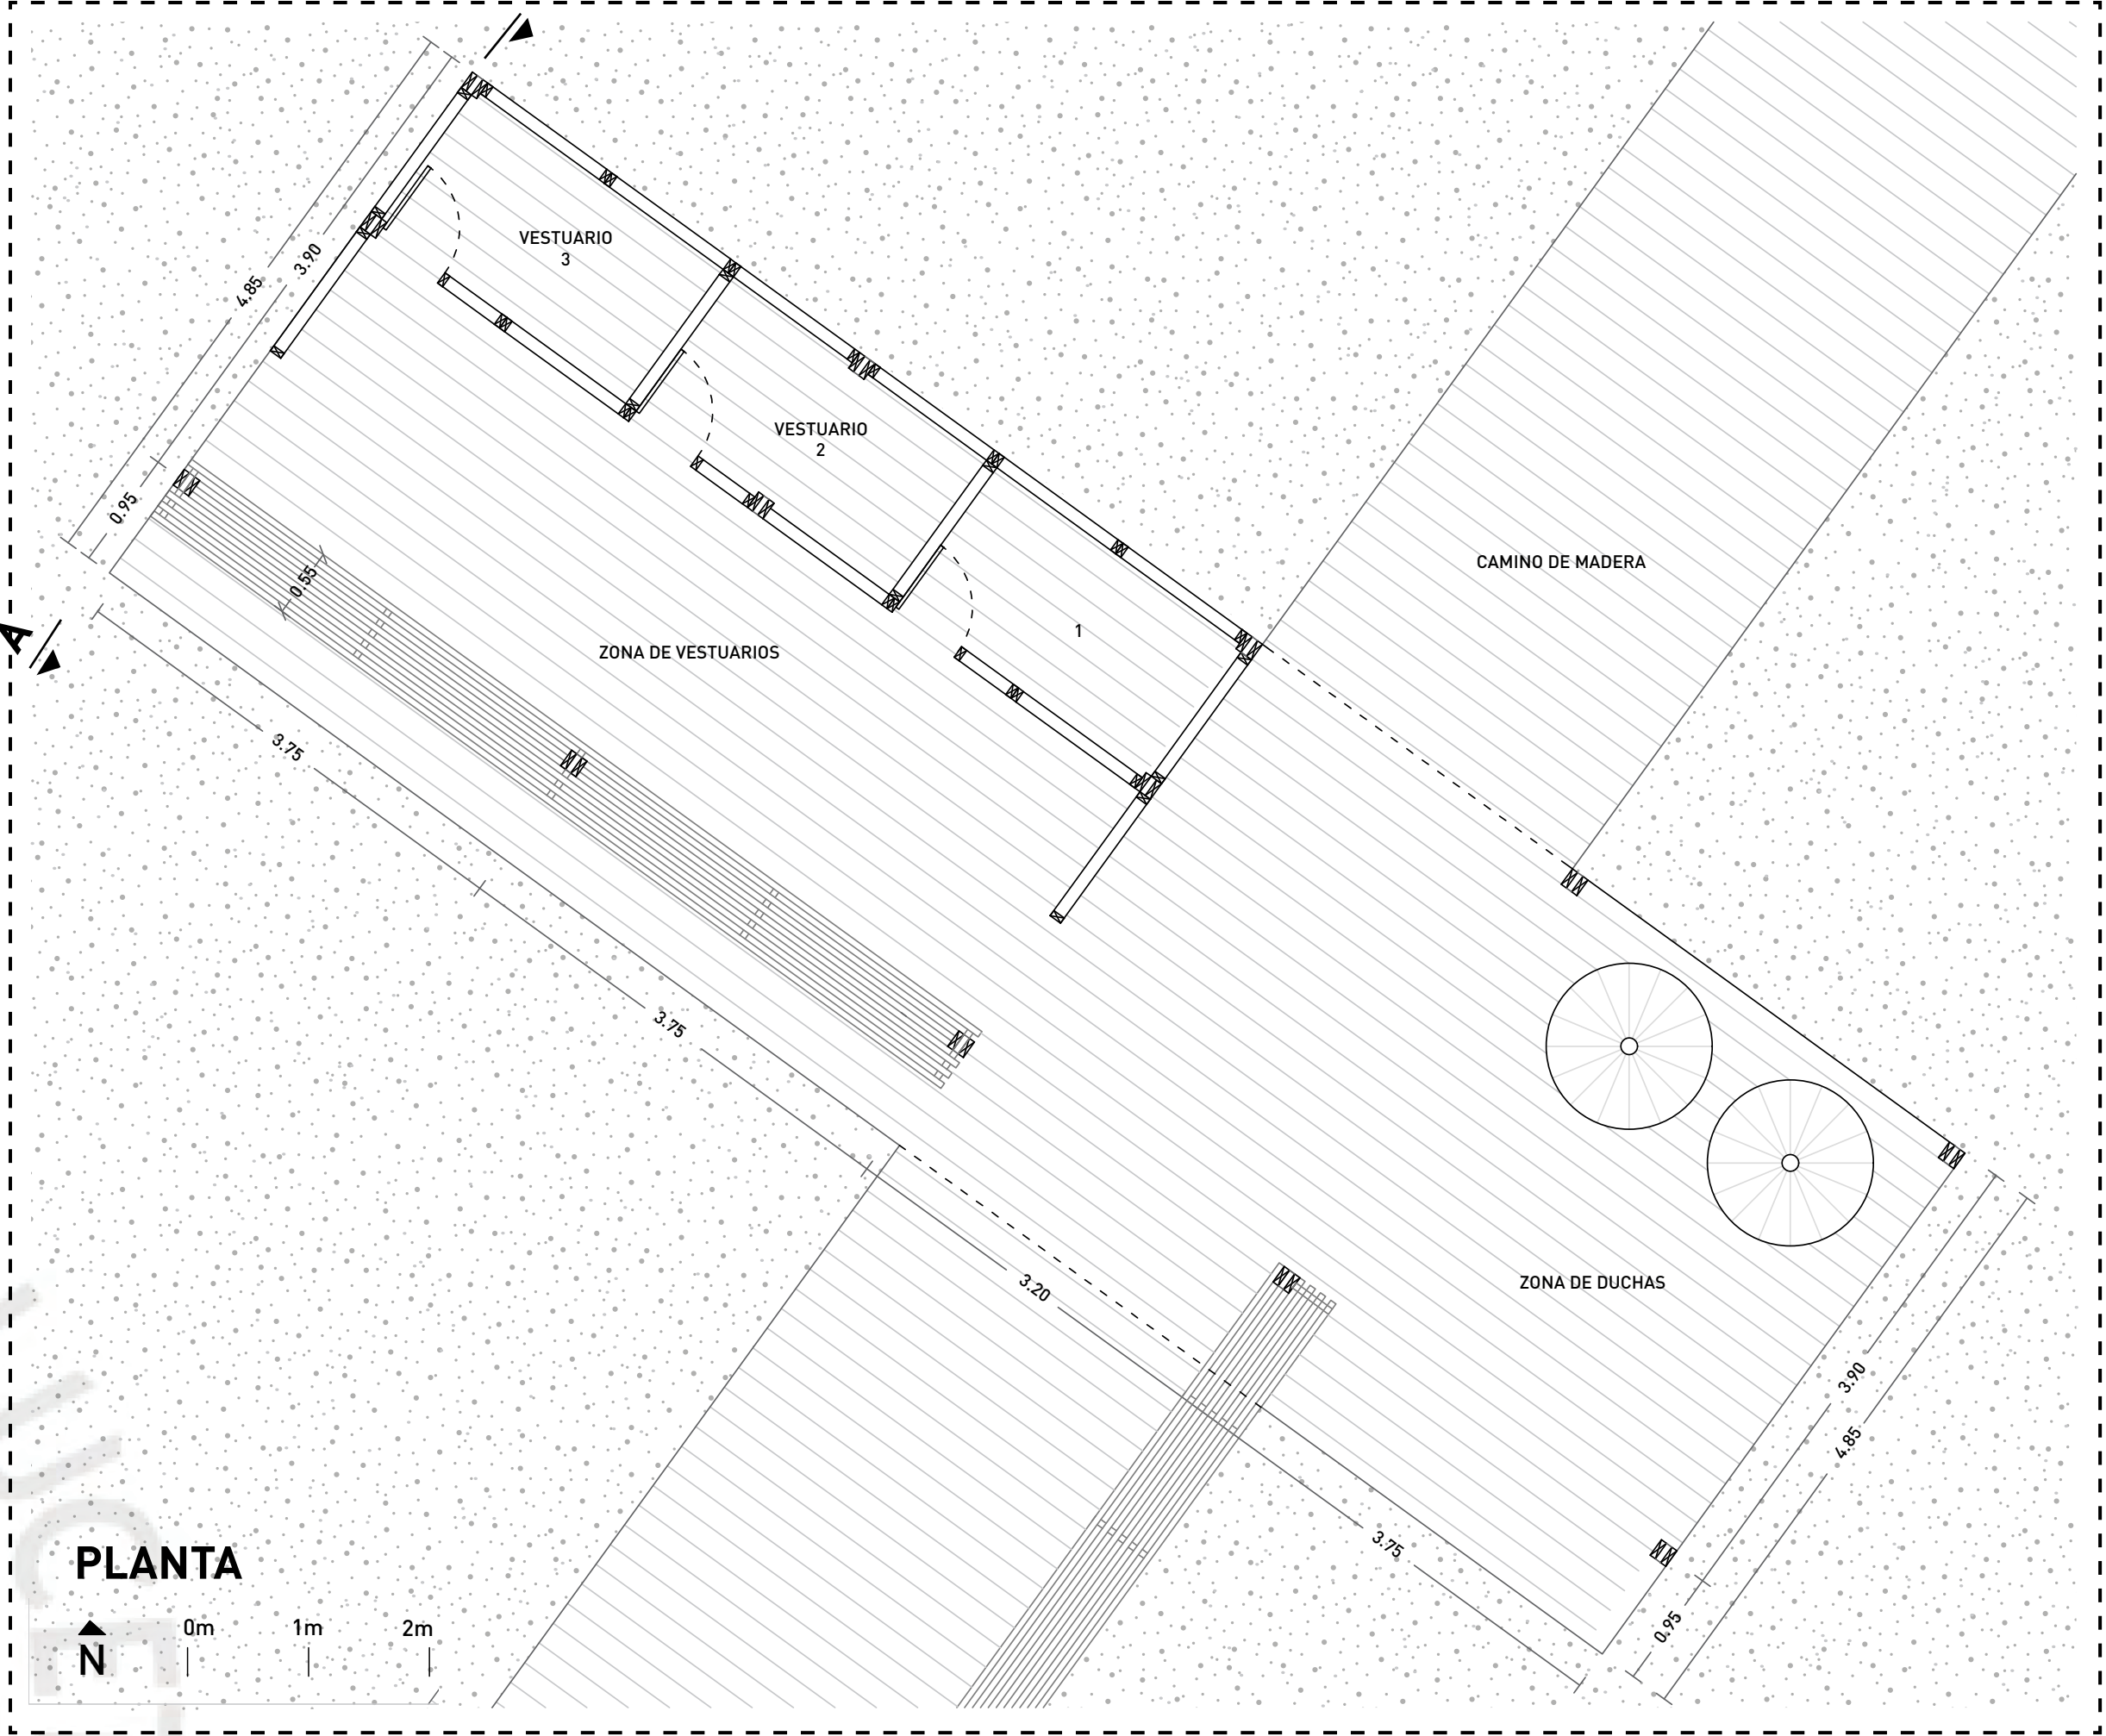 4.85
3.90
VESTUARIO
3
0.95
0.55
VESTUARIO
2
CAMINO DE MADERA
1
A
ZONA DE VESTUARIOS
3.75
3.75
3.20
ZONA DE DUCHAS
3.90
4.85
3.75
0.95
PLANTA
N
0m
1m
2m